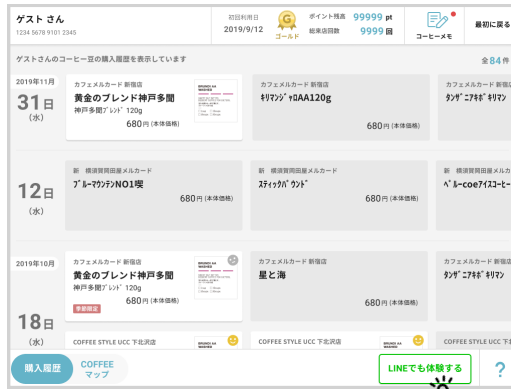 ゲスト さん
1234 5678 9101 2345
初回利用日
2019/9/12
ゴールド
ポイント残高 99999 pt
総来店回数 9999 回
コーヒーメモ
最初に戻る
ゲストさんのコーヒー豆の購入履歴を表示しています
全84件
2019年11月
31日
(水)
カフェメルカード 新宿店
黄金のブレンド神戸多聞
神戸多聞ブレンド 120g
680円 (本体価格)
カフェメルカード 新宿店
キリマンジャロAA120g
680円 (本体価格)
カフェメルカード 新宿店
タンザニアキボキリマン
12日
(水)
新 横須賀岡田屋メルカード
ブルーマウンテンNO1喫
680円 (本体価格)
新 横須賀岡田屋メルカード
スティックパウンド
680円 (本体価格)
新 横須賀岡田屋メルカ
ペルーcoeアイスコーヒー
2019年10月
18日
(水)
カフェメルカード 新宿店
黄金のブレンド神戸多聞
神戸多聞ブレンド 120g
680円 (本体価格)
季節限定
カフェメルカード 新宿店
星と海
680円 (本体価格)
カフェメルカード 新宿店
タンザニアキボキリマン
COFFEE STYLE UCC 下北沢店
COFFEE STYLE UCC 下北沢店
COFFEE STYLE UCC 下
購入履歴
COFFEE
マップ
LINEでも体験する
?